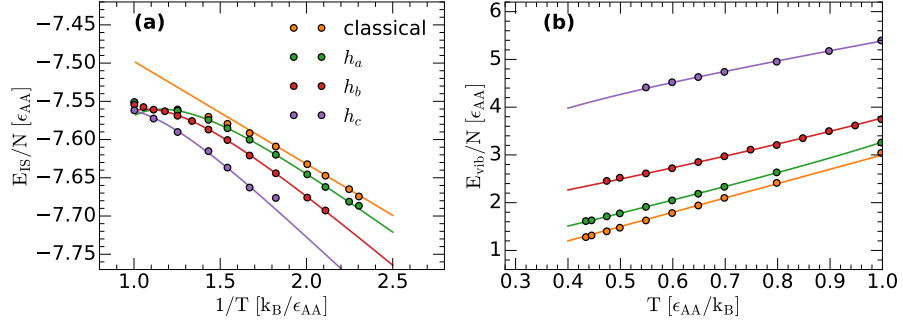 (a)
classical
h_a
h_b
h_c
−7.45
−7.50
−7.55
−7.60
−7.65
−7.70
−7.75
E_IS/N [ϵ_AA]
1.0 1.5 2.0 2.5
1/T [k_B/ϵ_AA]
(b)
6
5
4
3
2
1
E_vib/N [ϵ_AA]
0.3 0.4 0.5 0.6 0.7 0.8 0.9 1.0
T [ϵ_AA/k_B]